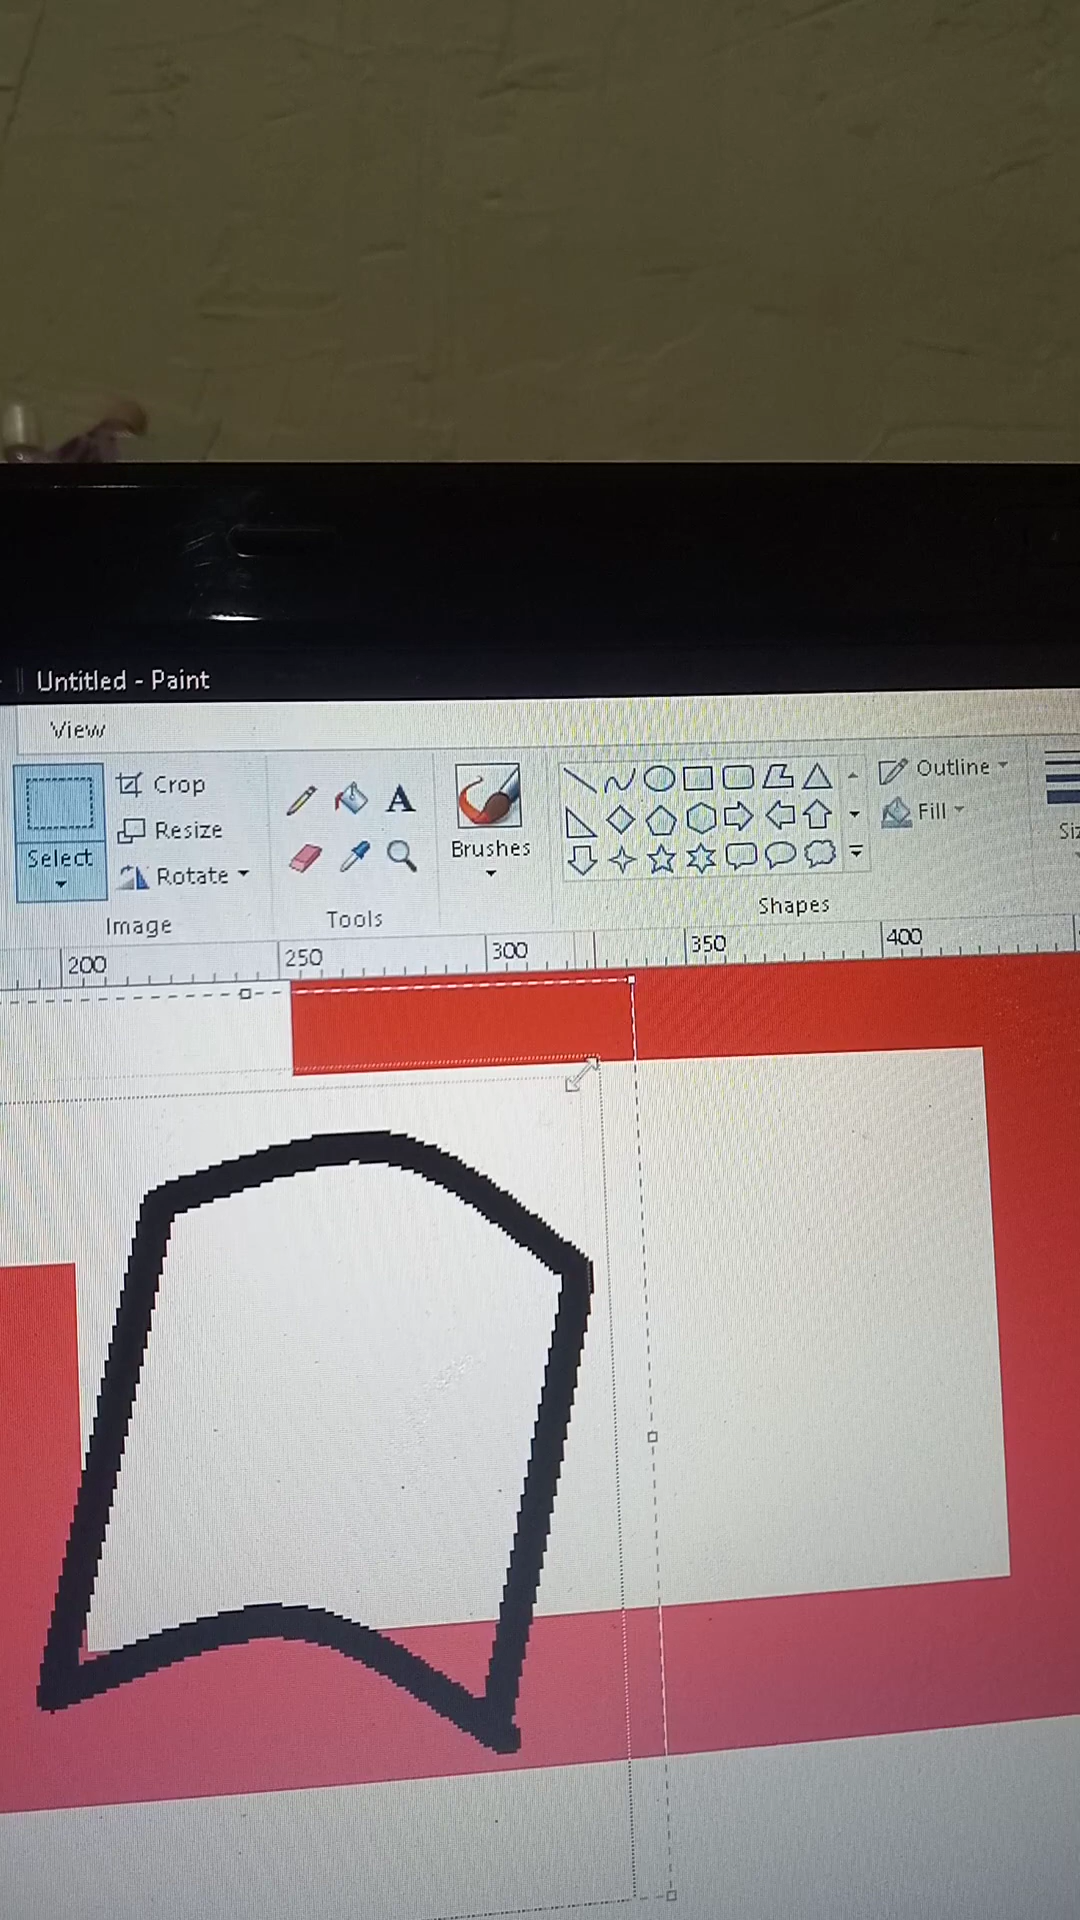 Untitled - Paint
View
Crop
Outline
Resize
Fill
Select
Brushes
Rotate
Image
Tools
Shapes
200
250
300
350
400